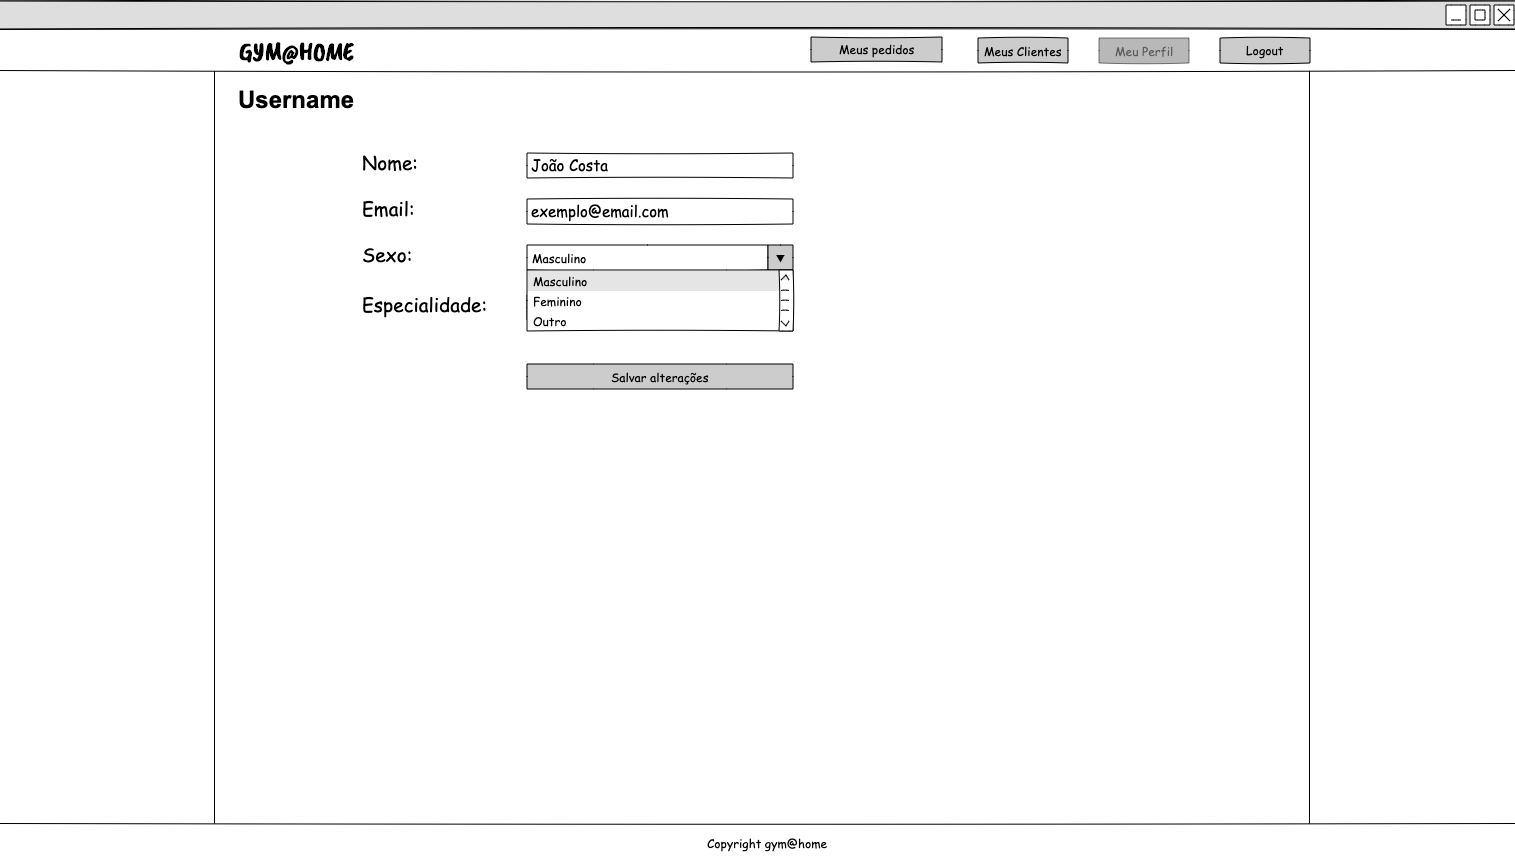 GYM@HOME
Meus pedidos
Meus Clientes
Meu Perfil
Logout
Username
Nome:
João Costa
Email:
exemplo@email.com
Sexo:
Masculino
Masculino
Feminino
Outro
Especialidade:
Salvar alterações
Copyright gym@home